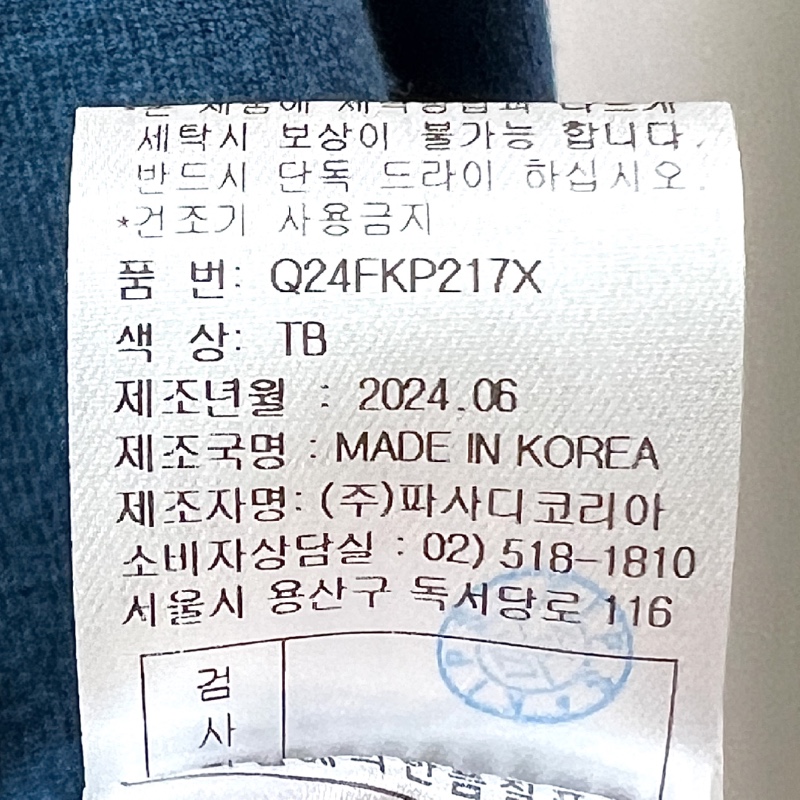 세탁시 보상이 불가능 합니다.
반드시 단독 드라이 하십시오.
*건조기 사용금지
품 번: Q24FKP217X
색 상: TB
제조년월 : 2024.06
제조국명 : MADE IN KOREA
제조자명: (주)파사디코리아
소비자상담실 : 02) 518-1810
서울시 용산구 독서당로 116
검
사